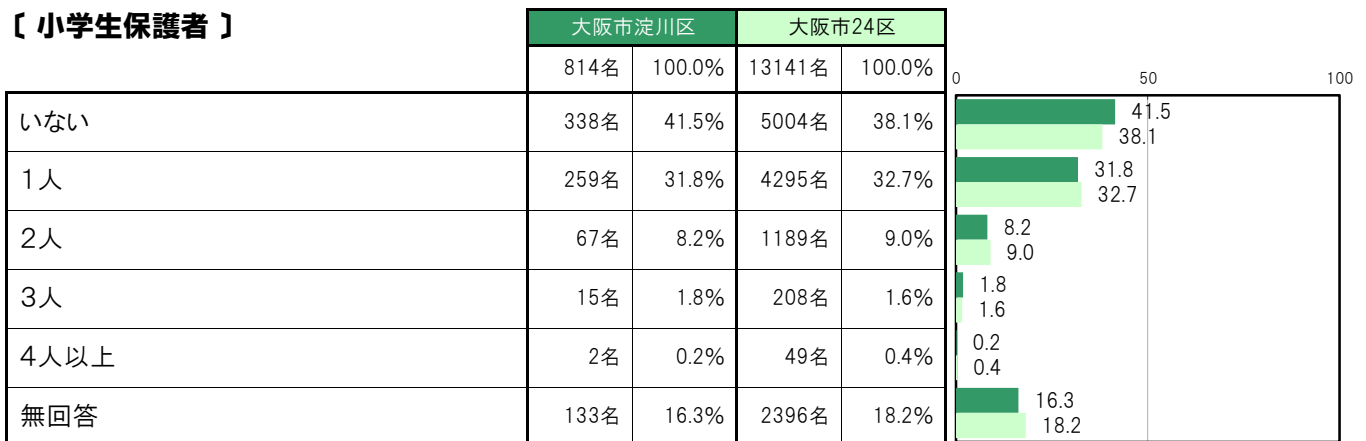 〔 小学生保護者 〕
大阪市淀川区 大阪市24区
814名 100.0% 13141名 100.0%
0 50 100
いない 338名 41.5% 5004名 38.1%
41.5
38.1
1人 259名 31.8% 4295名 32.7%
31.8
32.7
2人 67名 8.2% 1189名 9.0%
8.2
9.0
3人 15名 1.8% 208名 1.6%
1.8
1.6
4人以上 2名 0.2% 49名 0.4%
0.2
0.4
無回答 133名 16.3% 2396名 18.2%
16.3
18.2